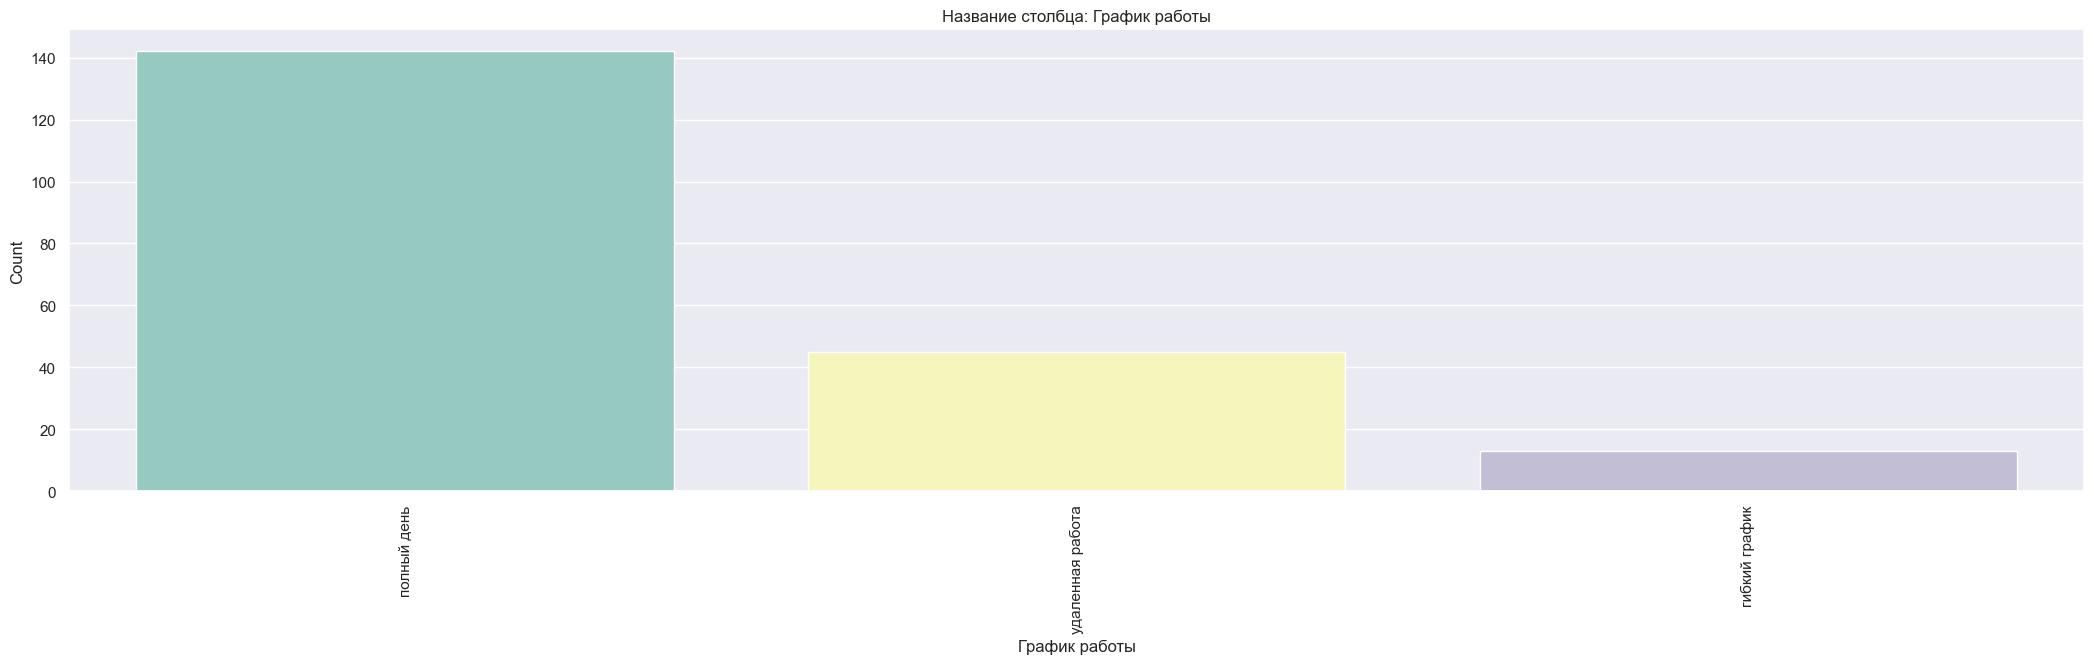 Название столбца: График работы
140
120
100
80
60
40
20
0
Count
полный день
удаленная работа
гибкий график
График работы